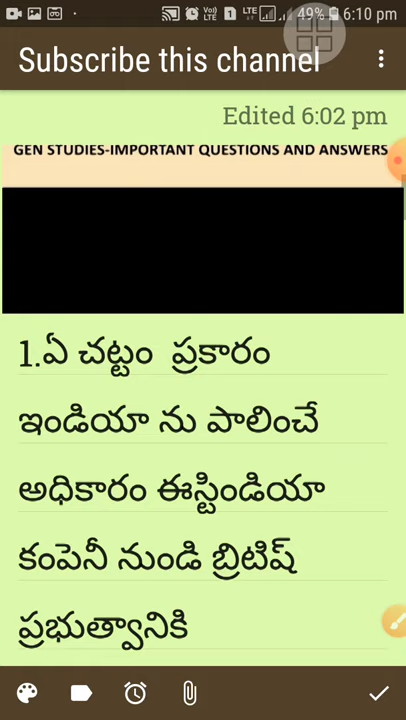 49% 6:10 pm
Subscribe this channel
Edited 6:02 pm
GEN STUDIES-IMPORTANT QUESTIONS AND ANSWERS
1.ఏ చట్టం ప్రకారం
ఇండియా ను పాలించే
అధికారం ఈస్టిండియా
కంపెనీ నుండి బ్రిటిష్
ప్రభుత్వానికి